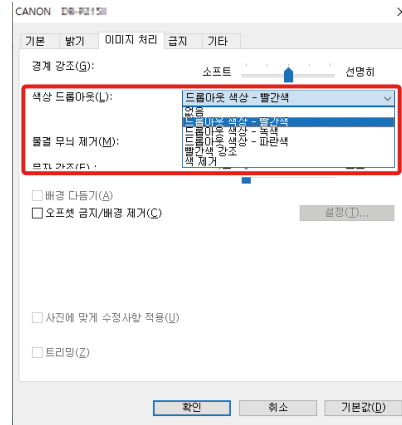 CANON
기본 밝기 이미지 처리 급지 기타
경계 강조(G): 소프트 선명히
색상 드롭아웃(L): 드롭아웃 색상 - 빨간색
없음
드롭아웃 색상 - 빨간색
드롭아웃 색상 - 녹색
물결 무늬 제거(M): 드롭아웃 색상 - 파란색
빨간색 강조
색 제거
문자 강조(E) :
배경 다듬기(A)
오프셋 금지/배경 제거(C) 설정(T)...
사진에 맞게 수정사항 적용(U)
트리밍(Z)
확인 취소 기본값(D)